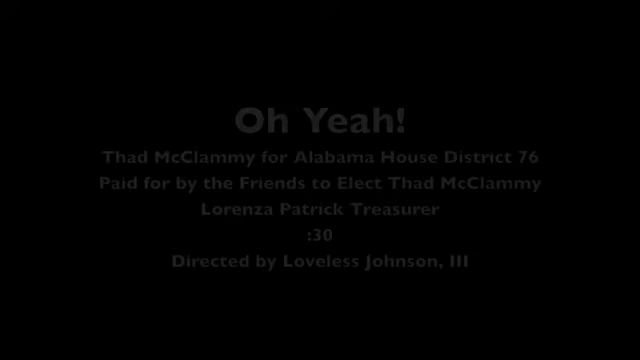 Oh Yeah!
Thad McClammy for Alabama House District 76
Paid for by the Friends to Elect Thad McClammy
Lorenza Patrick Treasurer
:30
Directed by Loveless Johnson, III